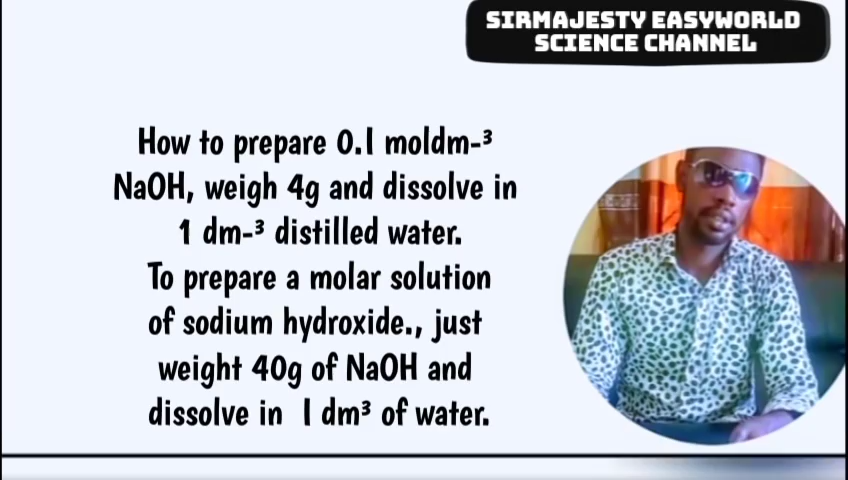 SIRMAJESTY EASYWORLD
SCIENCE CHANNEL
How to prepare 0.1 moldm-³
NaOH, weigh 4g and dissolve in
1 dm-³ distilled water.
To prepare a molar solution
of sodium hydroxide., just
weight 40g of NaOH and
dissolve in 1 dm³ of water.